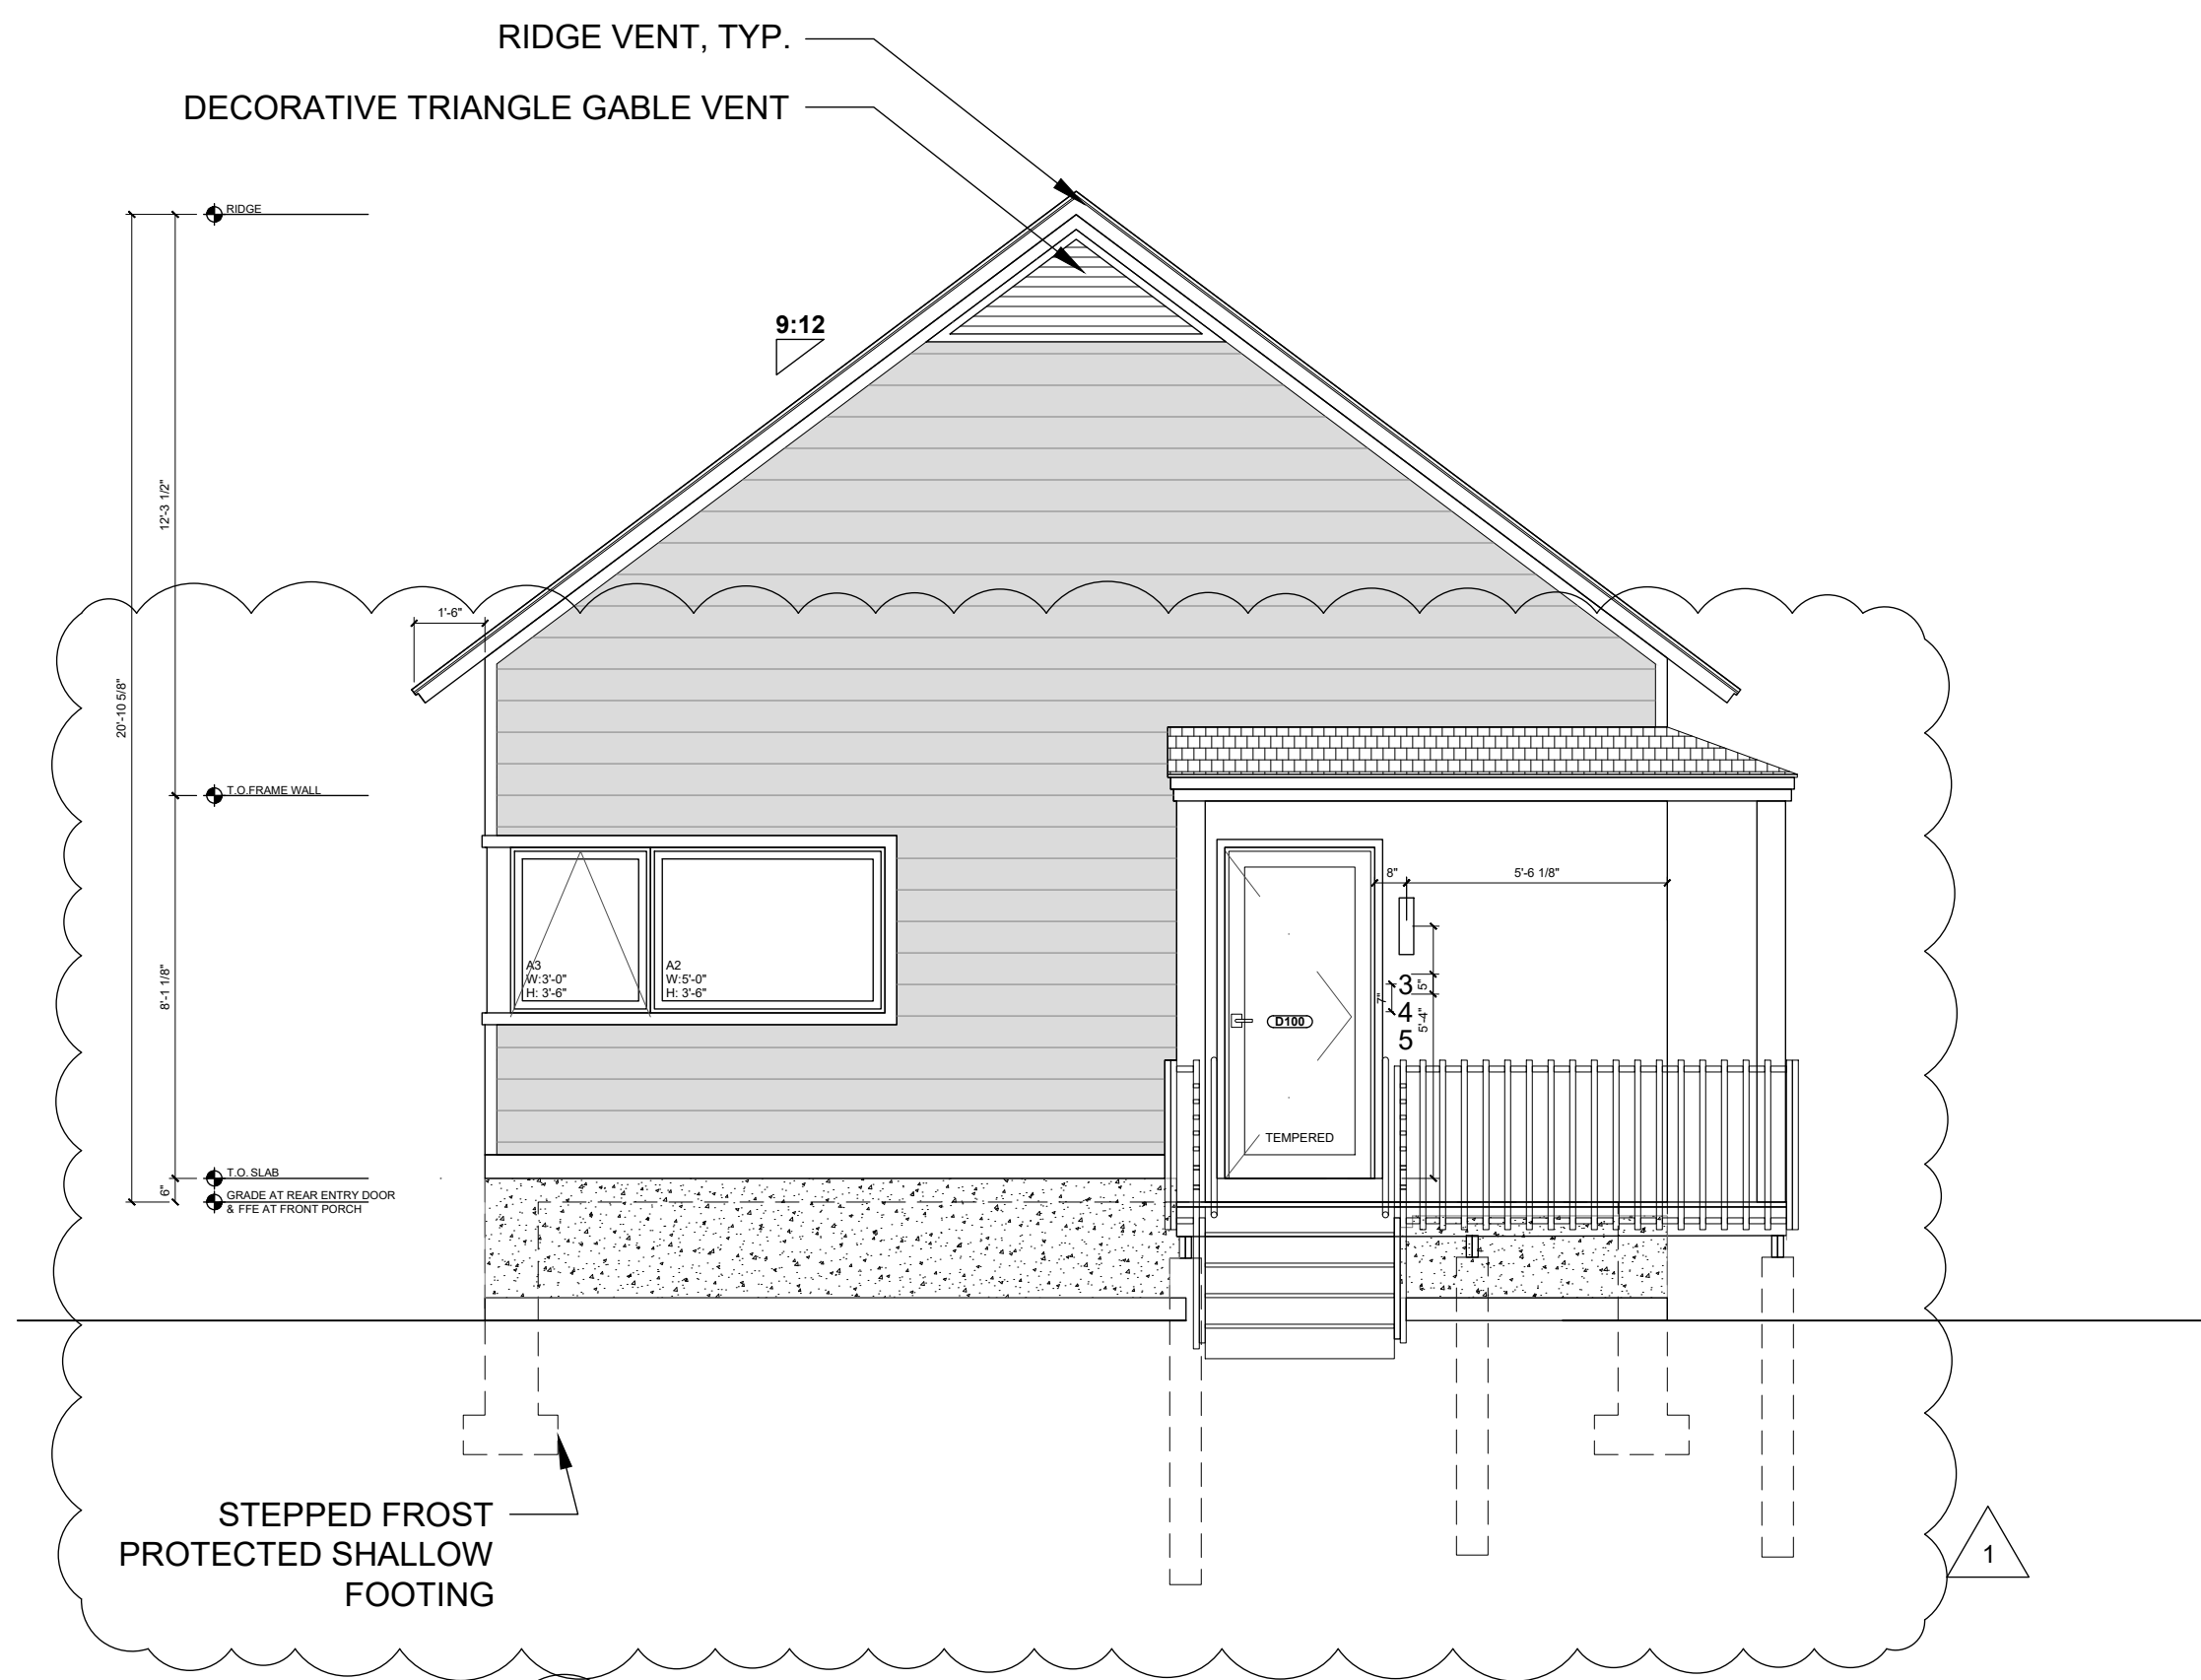 RIDGE VENT, TYP.
DECORATIVE TRIANGLE GABLE VENT
RIDGE
9:12
12'-3 1/2"
1'-6"
20'-10 5/8"
T.O.FRAME WALL
8'-1 1/8"
8"
5'-6 1/8"
A3
W:3'-0"
H: 3'-6"
A2
W:5'-0"
H: 3'-6"
3
4
5
5"
7"
5'-4"
D100
TEMPERED
T.O. SLAB
6"
GRADE AT REAR ENTRY DOOR
& FFE AT FRONT PORCH
STEPPED FROST
PROTECTED SHALLOW
FOOTING
1